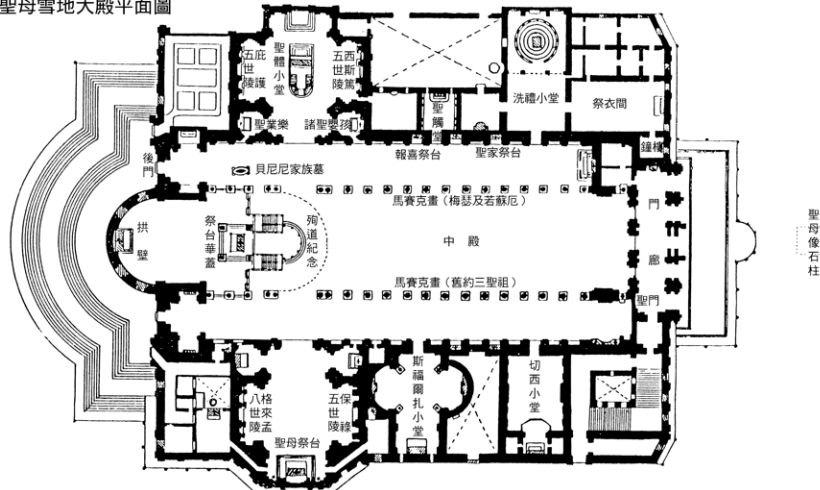 聖母雪地大殿平面圖
五世陵
庇護
聖體小堂
五世陵
西斯篤
聖業樂
諸聖嬰孩
聖觸堂
洗禮小堂
祭衣間
鐘樓
報喜祭台
聖家祭台
後門
貝尼尼家族墓
馬賽克畫（梅瑟及若蘇厄）
門廊
拱壁
祭台華蓋
殉道紀念
中殿
聖母像石柱
馬賽克畫（舊約三聖祖）
聖門
八世陵
格來孟
五世陵
保祿
聖母祭台
斯福爾扎小堂
切西小堂